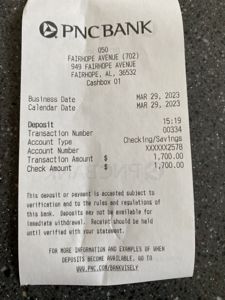 PNCBANK
050
FAIRHOPE AVENUE (702)
949 FAIRHOPE AVENUE
FAIRHOPE, AL, 36532
Cashbox 01
Business Date MAR 29, 2023
Calendar Date MAR 29, 2023
Deposit 15:19
Transaction Number 00334
Account Type Checking/Savings
Account Number XXXXXX2578
Transaction Amount $ 1,700.00
Check Amount $ 1,700.00
This deposit or payment is accepted subject to
verification and to the rules and regulations of
this bank. Deposits may not be available for
immediate withdrawal. Receipt should be held
until verified with your statement.
FOR MORE INFORMATION AND EXAMPLES OF WHEN
DEPOSITS BECOME AVAILABLE, GO TO
WWW.PNC.COM/BANKWISELY